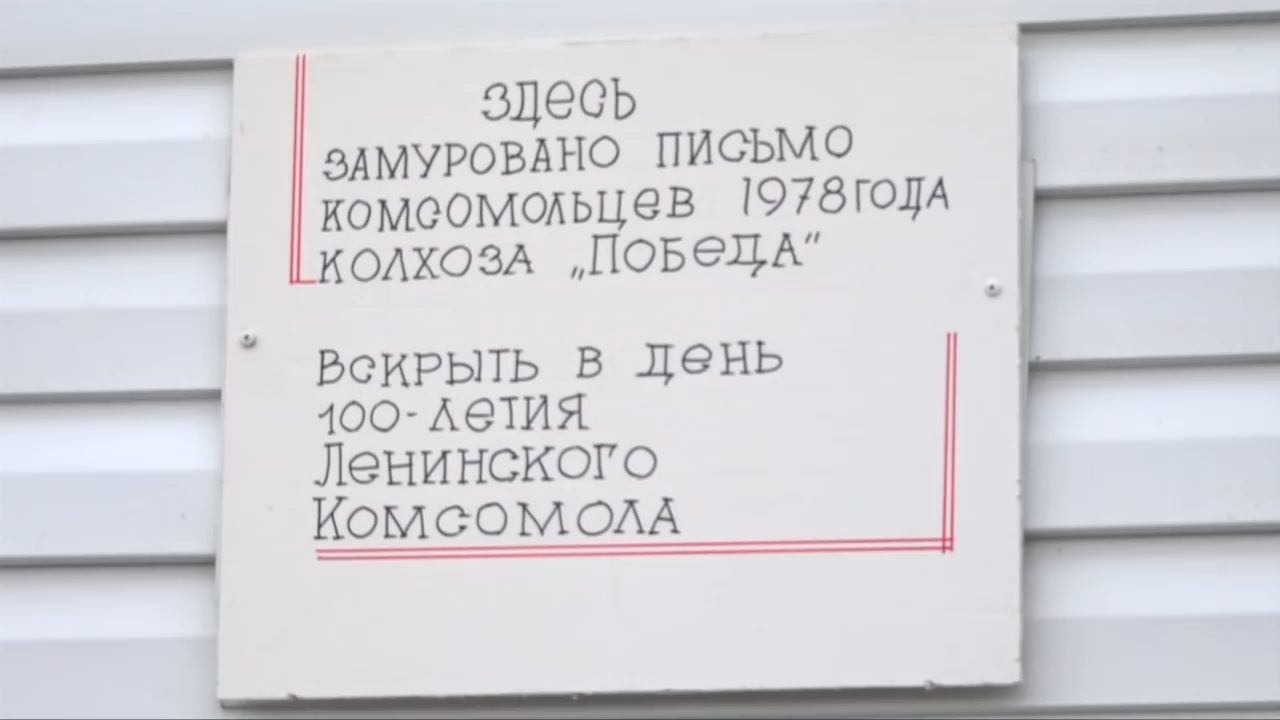 ЗДЕСЬ
ЗАМУРОВАНО ПИСЬМО
КОМСОМОЛЬЦЕВ 1978 ГОДА
КОЛХОЗА „ПОБЕДА“
ВСКРЫТЬ В ДЕНЬ
100-ЛЕТИЯ
ЛЕНИНСКОГО
КОМСОМОЛА